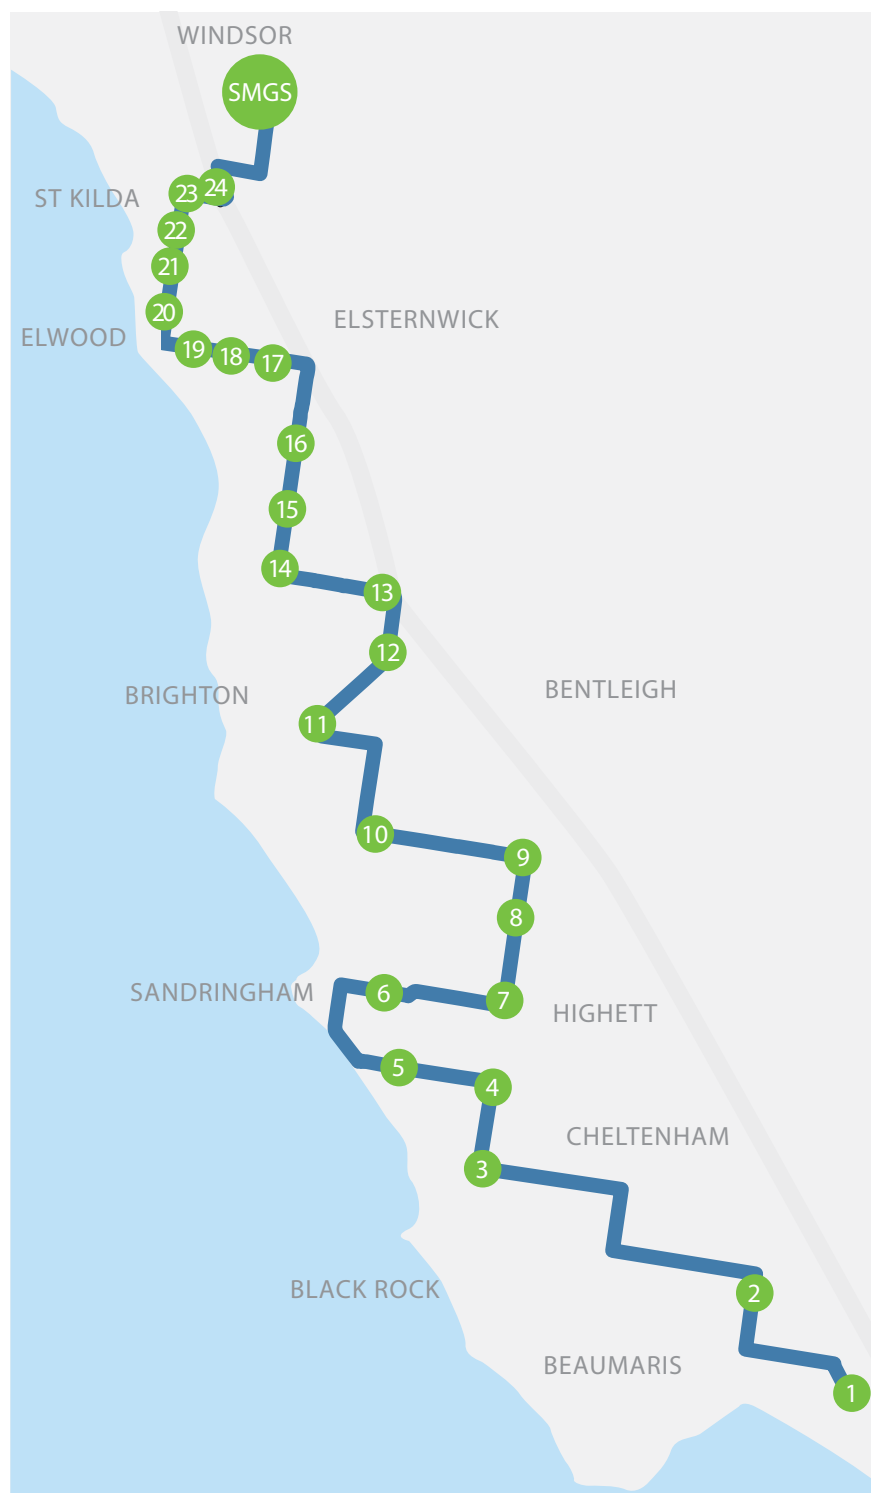 WINDSOR
SMGS
24
23
ST KILDA
22
21
20
ELSTERNWICK
ELWOOD
19
18
17
16
15
14
13
12
BENTLEIGH
BRIGHTON
11
10
9
8
SANDRINGHAM
6
7
HIGHETT
5
4
CHELTENHAM
3
BLACK ROCK
2
BEAUMARIS
1